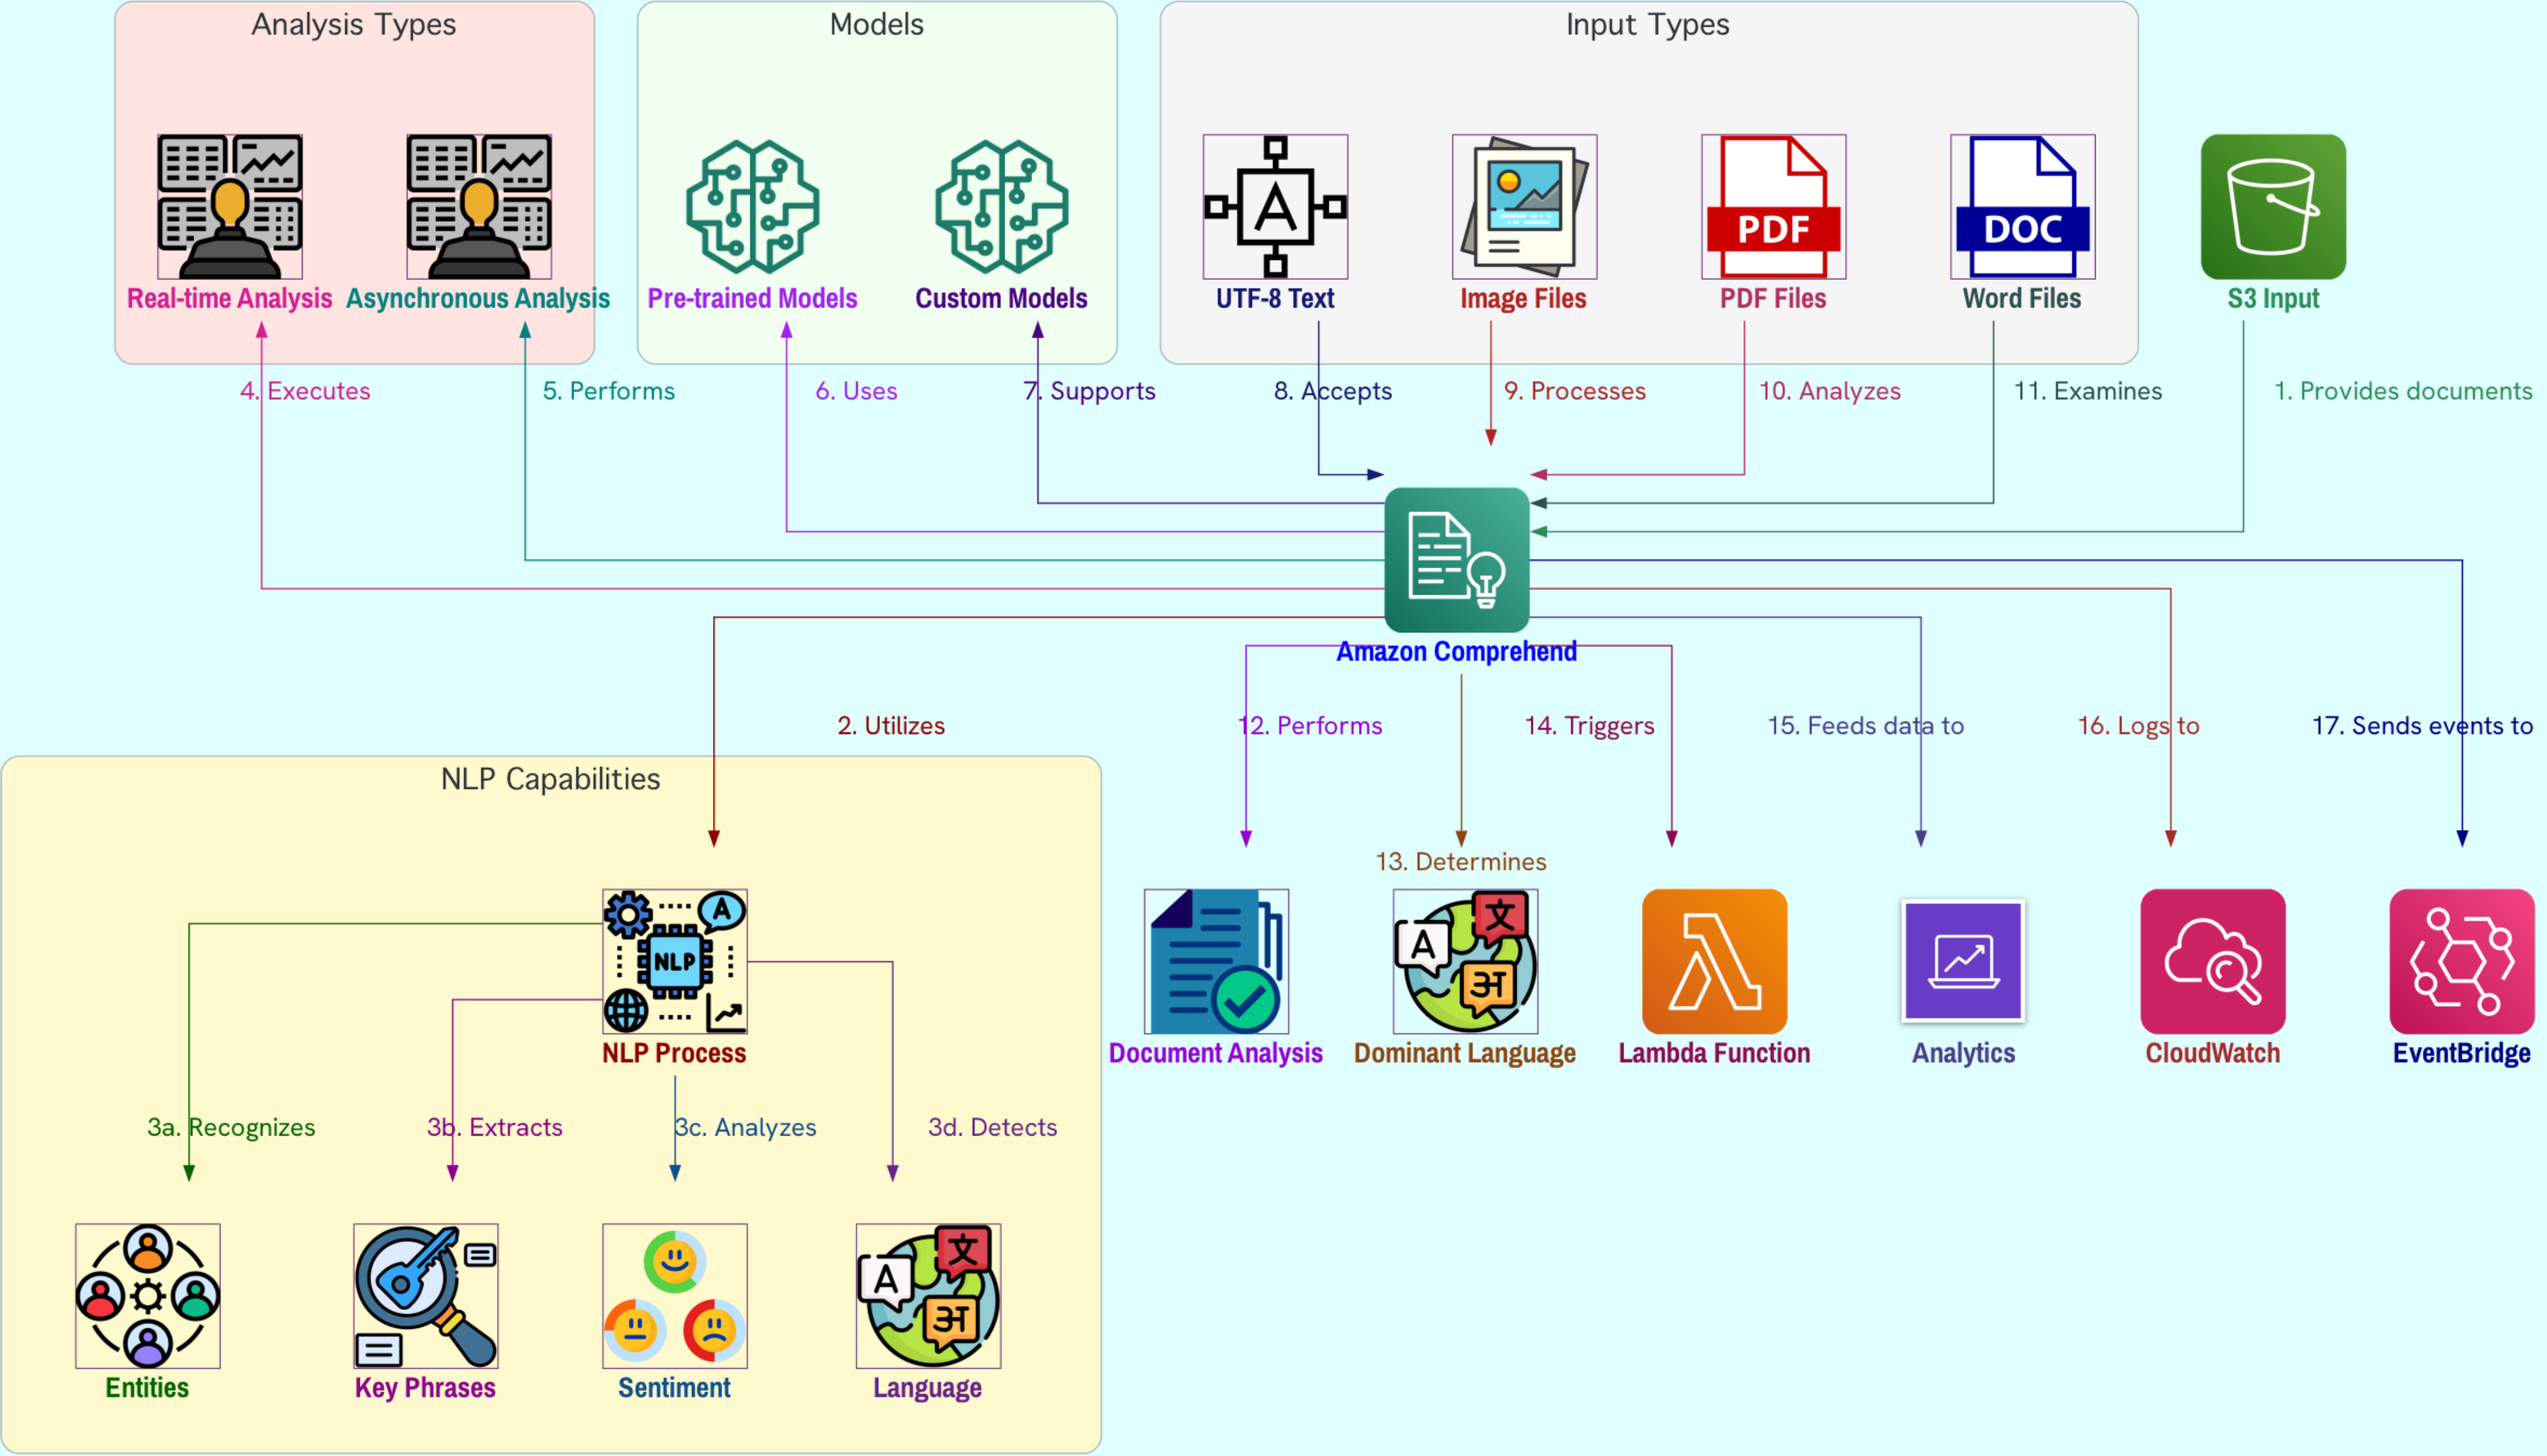 Analysis Types
Models
Input Types
PDF
DOC
Real-time Analysis
Asynchronous Analysis
Pre-trained Models
Custom Models
UTF-8 Text
Image Files
PDF Files
Word Files
S3 Input
4. Executes
5. Performs
6. Uses
7. Supports
8. Accepts
9. Processes
10. Analyzes
11. Examines
1. Provides documents
Amazon Comprehend
2. Utilizes
12. Performs
14. Triggers
15. Feeds data to
16. Logs to
17. Sends events to
NLP Capabilities
13. Determines
A
NLP
A
文
अ
NLP Process
Document Analysis
Dominant Language
Lambda Function
Analytics
CloudWatch
EventBridge
3a. Recognizes
3b. Extracts
3c. Analyzes
3d. Detects
A
文
अ
Entities
Key Phrases
Sentiment
Language
A